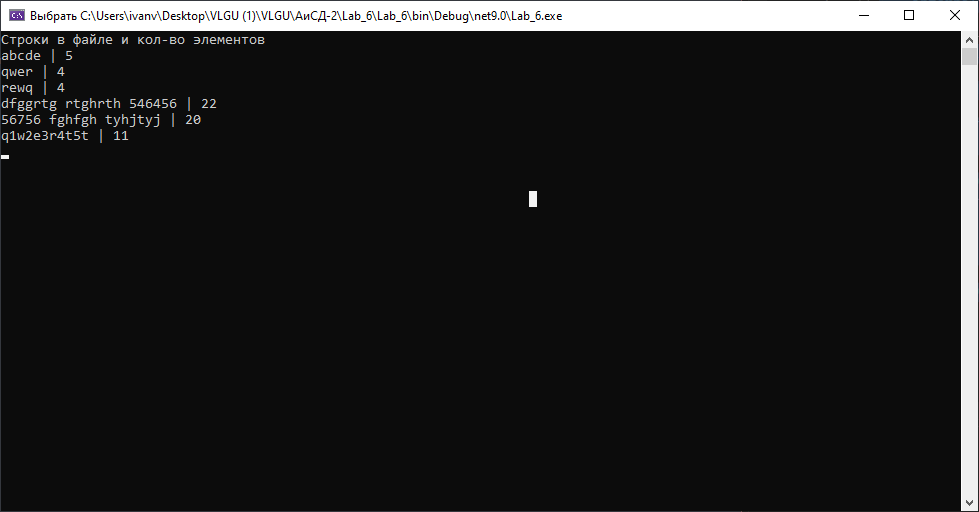 Выбрать C:\Users\ivanv\Desktop\VLGU (1)\VLGU\АиСД-2\Lab_6\Lab_6\bin\Debug\net9.0\Lab_6.exe
Строки в файле и кол-во элементов
abcde | 5
qwer | 4
rewq | 4
dfggrtg rtghrth 546456 | 22
56756 fghfgh tyhjtyj | 20
q1w2e3r4t5t | 11